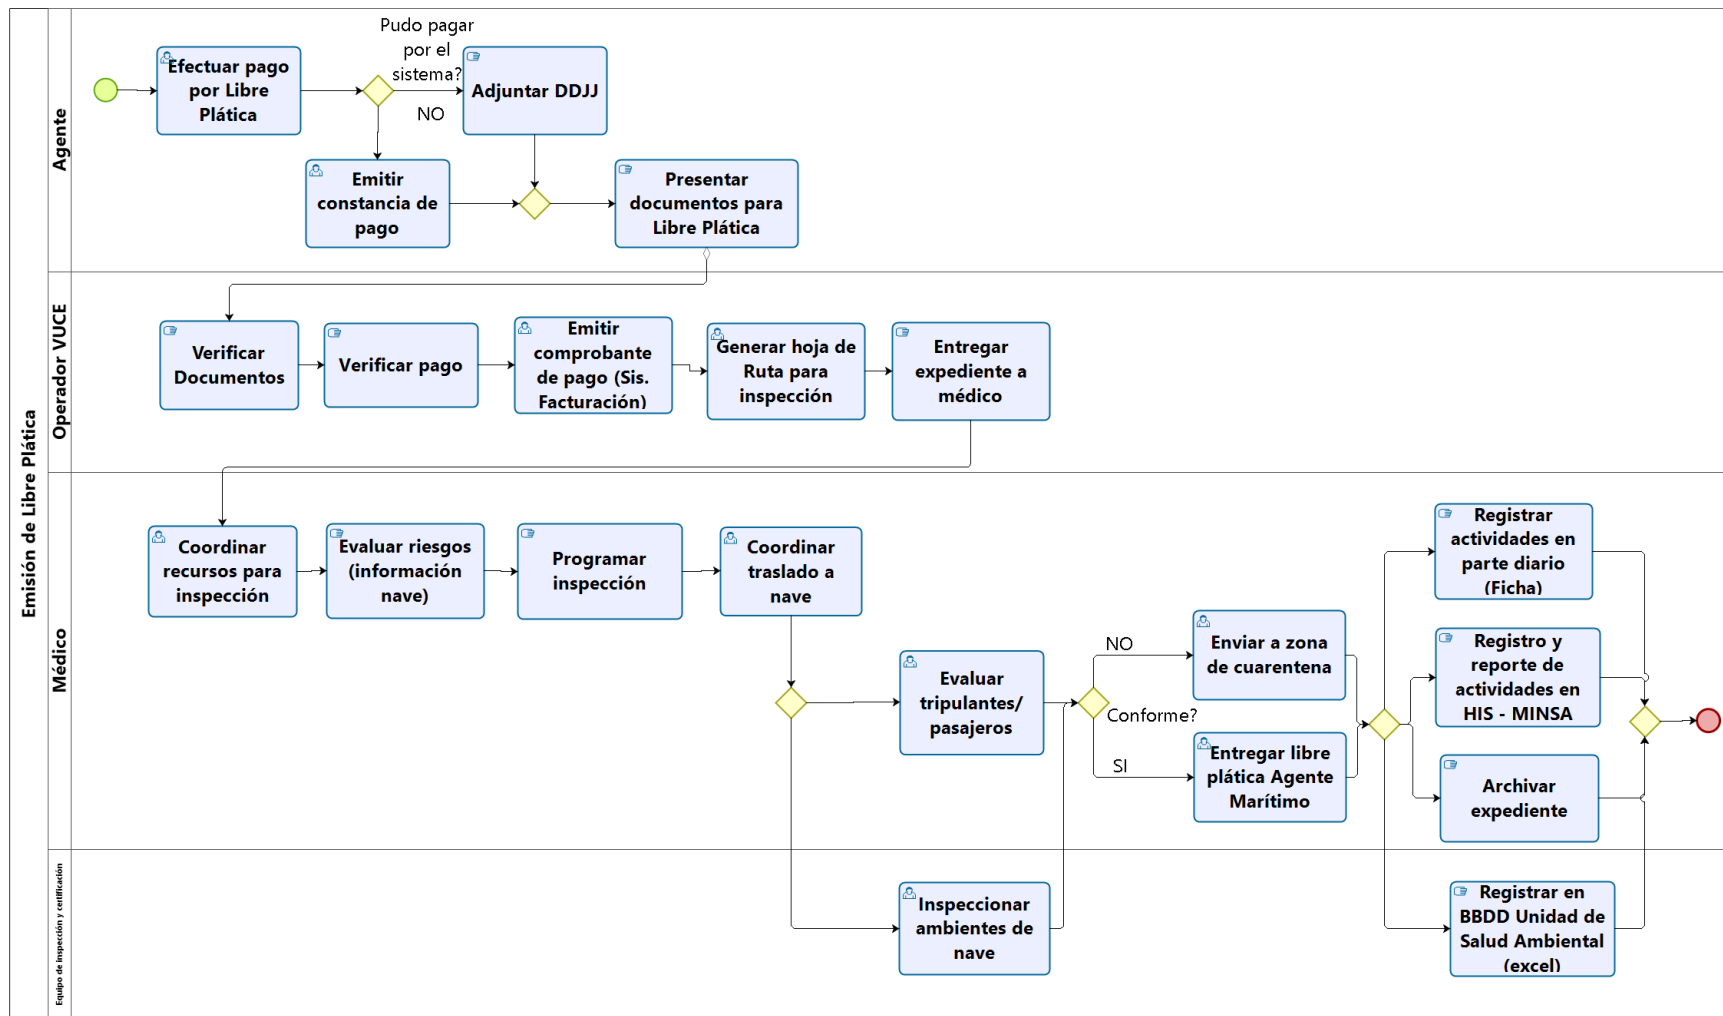 Emisión de Libre Plática
Agente
Pudo pagar
por el
sistema?
NO
Efectuar pago
por Libre
Plática
Adjuntar DDJJ
Emitir
constancia de
pago
Presentar
documentos para
Libre Plática
Operador VUCE
Verificar
Documentos
Verificar pago
Emitir
comprobante
de pago (Sis.
Facturación)
Generar hoja de
Ruta para
inspección
Entregar
expediente a
médico
Médico
Coordinar
recursos para
inspección
Evaluar riesgos
(información
nave)
Programar
inspección
Coordinar
traslado a
nave
Evaluar
tripulantes/
pasajeros
Conforme?
NO
SI
Enviar a zona
de cuarentena
Entregar libre
plática Agente
Marítimo
Registrar
actividades en
parte diario
(Ficha)
Registro y
reporte de
actividades en
HIS - MINSA
Archivar
expediente
Equipo de inspección y certificación
Inspeccionar
ambientes de
nave
Registrar en
BBDD Unidad de
Salud Ambiental
(excel)